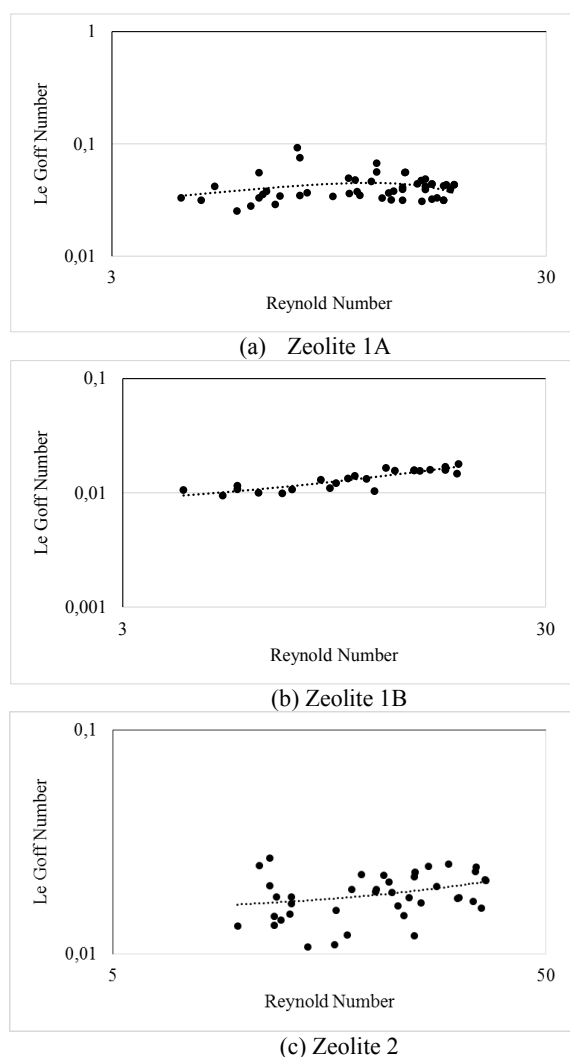 1
0,1
0,01
Le Goff Number
3
30
Reynold Number
(a) Zeolite 1A
0,1
0,01
0,001
Le Goff Number
3
30
Reynold Number
(b) Zeolite 1B
0,1
0,01
Le Goff Number
5
50
Reynold Number
(c) Zeolite 2